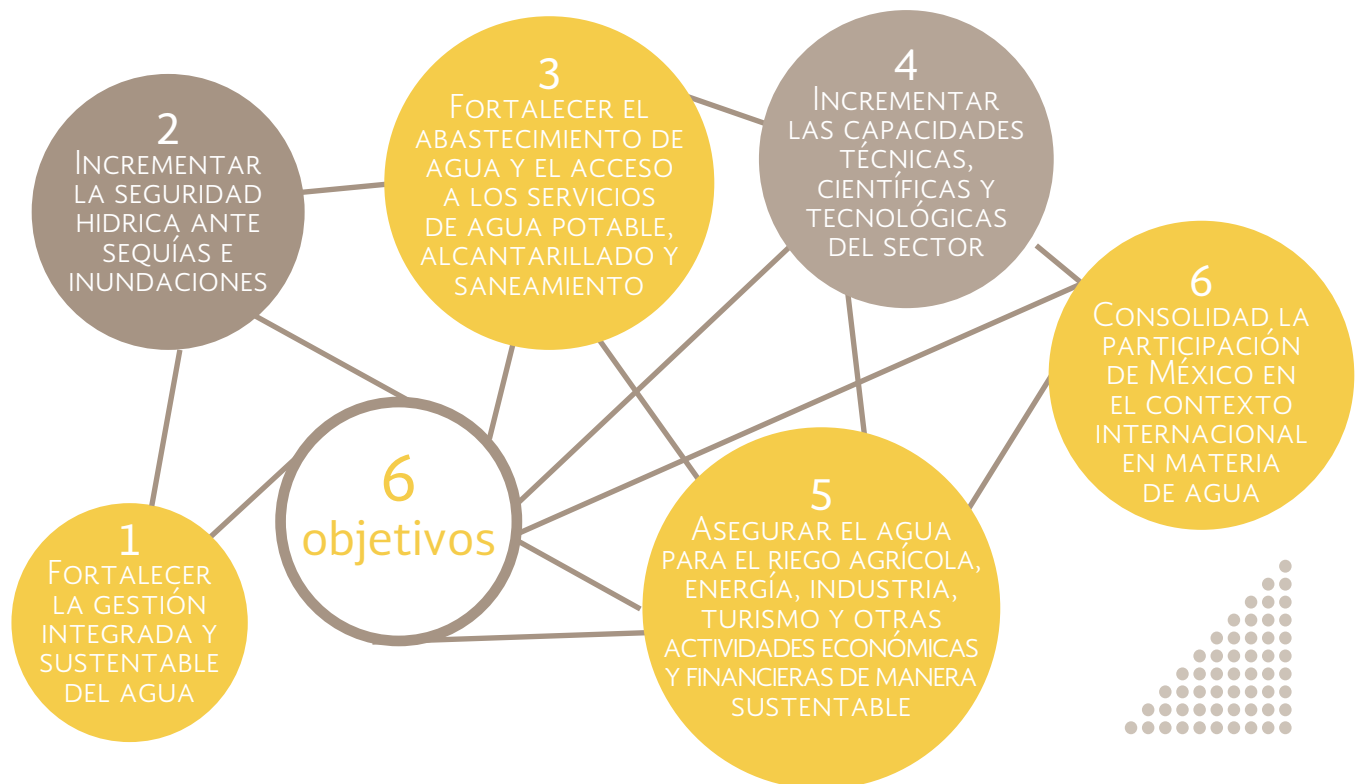 1
Fortalecer
la gestión
integrada y
sustentable
del agua
2
Incrementar
la seguridad
hidrica ante
sequías e
inundaciones
3
Fortalecer el
abastecimiento de
agua y el acceso
a los servicios
de agua potable,
alcantarillado y
saneamiento
4
Incrementar
las capacidades
técnicas,
científicas y
tecnológicas
del sector
5
Asegurar el agua
para el riego agrícola,
energía, industria,
turismo y otras
actividades económicas
y financieras de manera
sustentable
6
Consolidad la
participación
de México en
el contexto
internacional
en materia
de agua
6
objetivos